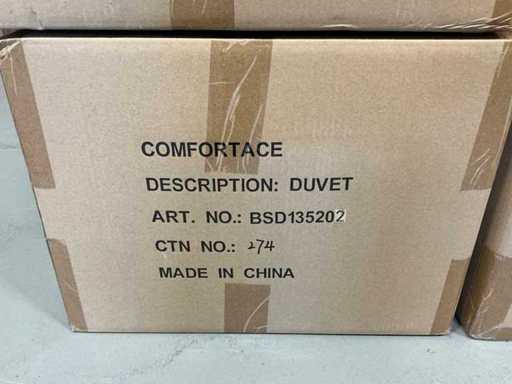 COMFORTACE
DESCRIPTION: DUVET
ART. NO.: BSD135202
CTN NO.: 274
MADE IN CHINA